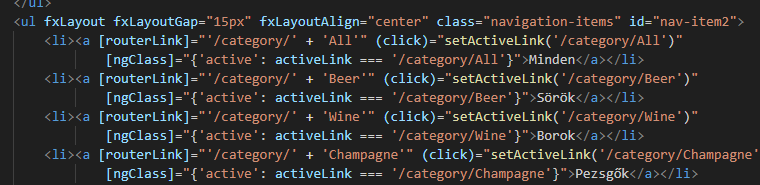 </ul>
<ul fxLayout fxLayoutGap="15px" fxLayoutAlign="center" class="navigation-items" id="nav-item2">
<li><a [routerLink]="'/category/' + 'All'" (click)="setActiveLink('/category/All')"
[ngClass]="{'active': activeLink === '/category/All'}">Minden</a></li>
<li><a [routerLink]="'/category/' + 'Beer'" (click)="setActiveLink('/category/Beer')"
[ngClass]="{'active': activeLink === '/category/Beer'}">Sörök</a></li>
<li><a [routerLink]="'/category/' + 'Wine'" (click)="setActiveLink('/category/Wine')"
[ngClass]="{'active': activeLink === '/category/Wine'}">Borok</a></li>
<li><a [routerLink]="'/category/' + 'Champagne'" (click)="setActiveLink('/category/Champagne'
[ngClass]="{'active': activeLink === '/category/Champagne'}">Pezsgők</a></li>